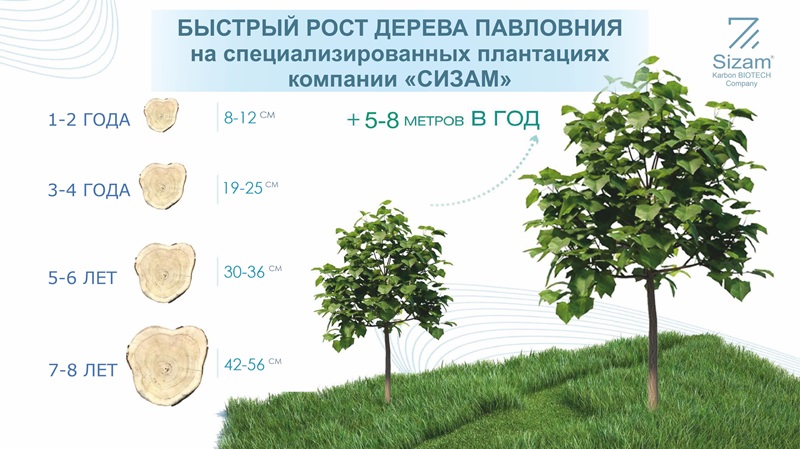 БЫСТРЫЙ РОСТ ДЕРЕВА ПАВЛОВНИЯ
на специализированных плантациях
компании «СИЗАМ»
Sizam®
Karbon BIOTECH
Company
1-2 ГОДА 8-12 СМ
3-4 ГОДА 19-25 СМ
5-6 ЛЕТ 30-36 СМ
7-8 ЛЕТ 42-56 СМ
+ 5-8 МЕТРОВ В ГОД